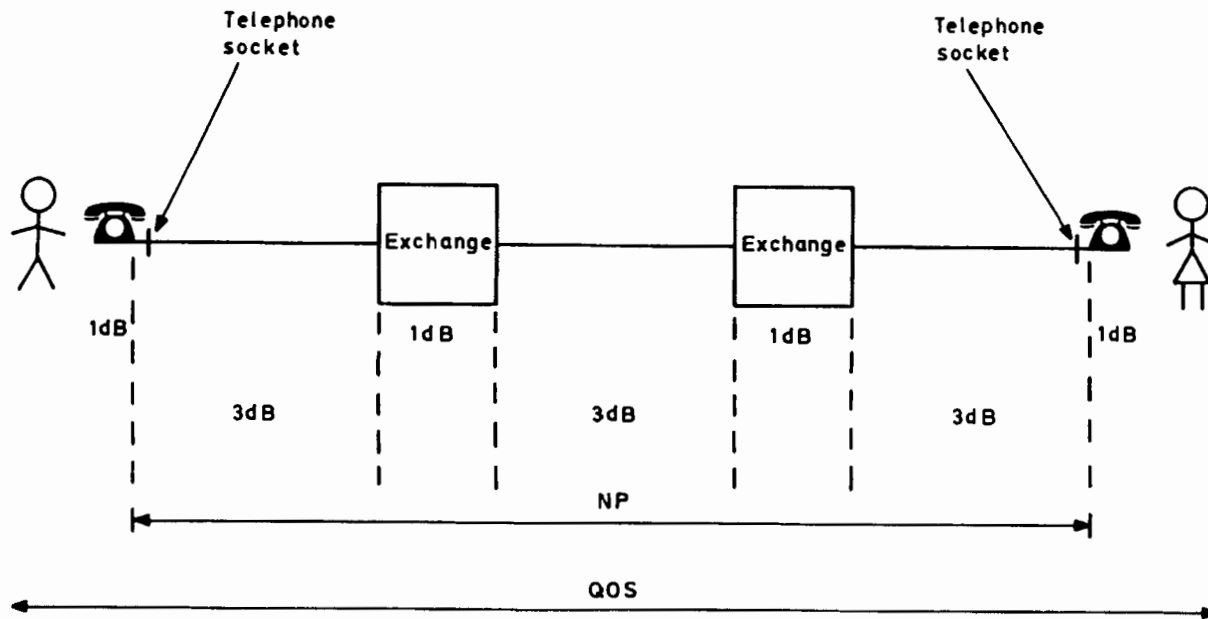 Telephone
socket
Telephone
socket
Exchange
Exchange
1dB
1dB
1dB
1dB
3dB
3dB
3dB
NP
QOS